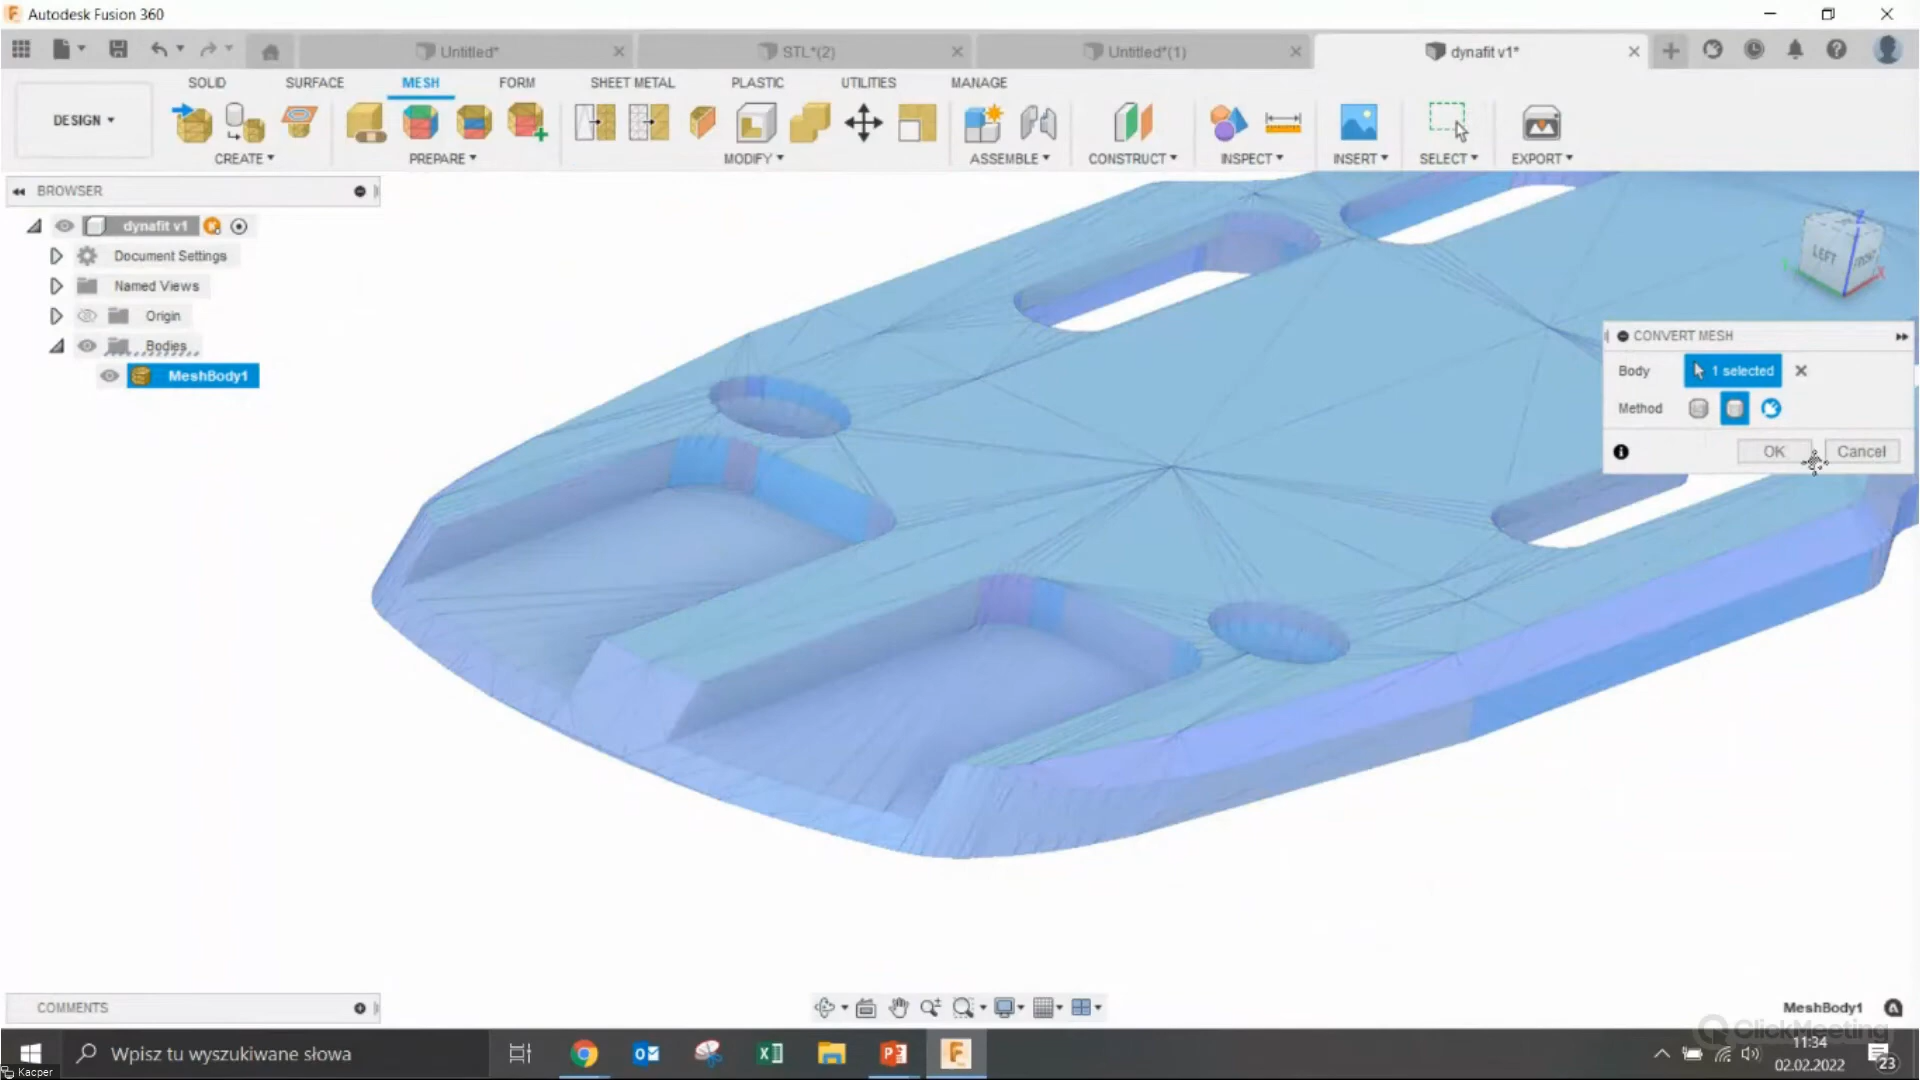 Autodesk Fusion 360
Untitled*
STL*(2)
Untitled*(1)
dynafit v1*
SOLID
SURFACE
MESH
FORM
SHEET METAL
PLASTIC
UTILITIES
MANAGE
DESIGN
CREATE
PREPARE
MODIFY
ASSEMBLE
CONSTRUCT
INSPECT
INSERT
SELECT
EXPORT
BROWSER
dynafit v1
Document Settings
Named Views
Origin
Bodies
MeshBody1
Z
LEFT
X
CONVERT MESH
Body
1 selected
Method
OK
Cancel
COMMENTS
MeshBody1
ClickMeeting
Wpisz tu wyszukiwane słowa
11:34
02.02.2022
23
Kacper